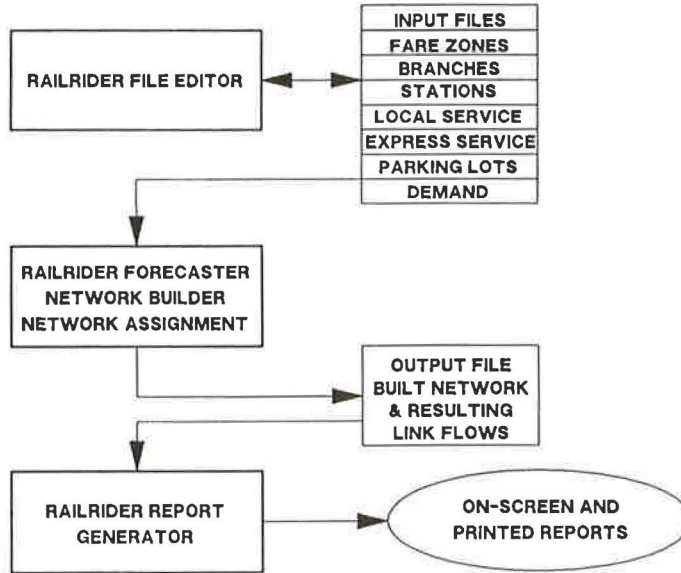 RAILRIDER FILE EDITOR
INPUT FILES
FARE ZONES
BRANCHES
STATIONS
LOCAL SERVICE
EXPRESS SERVICE
PARKING LOTS
DEMAND
RAILRIDER FORECASTER
NETWORK BUILDER
NETWORK ASSIGNMENT
OUTPUT FILE
BUILT NETWORK
& RESULTING
LINK FLOWS
RAILRIDER REPORT
GENERATOR
ON-SCREEN AND
PRINTED REPORTS